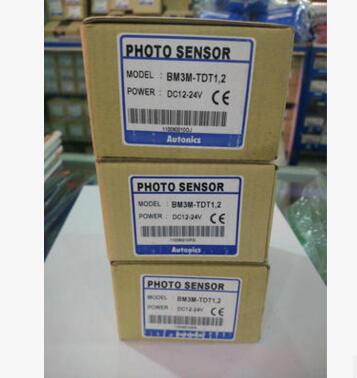 PHOTO SENSOR
MODEL : BM3M-TDT1,2
POWER : DC12-24V CE
Autonics
PHOTO SENSOR
MODEL : BM3M-TDT1,2
POWER : DC12-24V CE
Autonics
PHOTO SENSOR
MODEL : BM3M-TDT1,2
POWER : DC12-24V CE